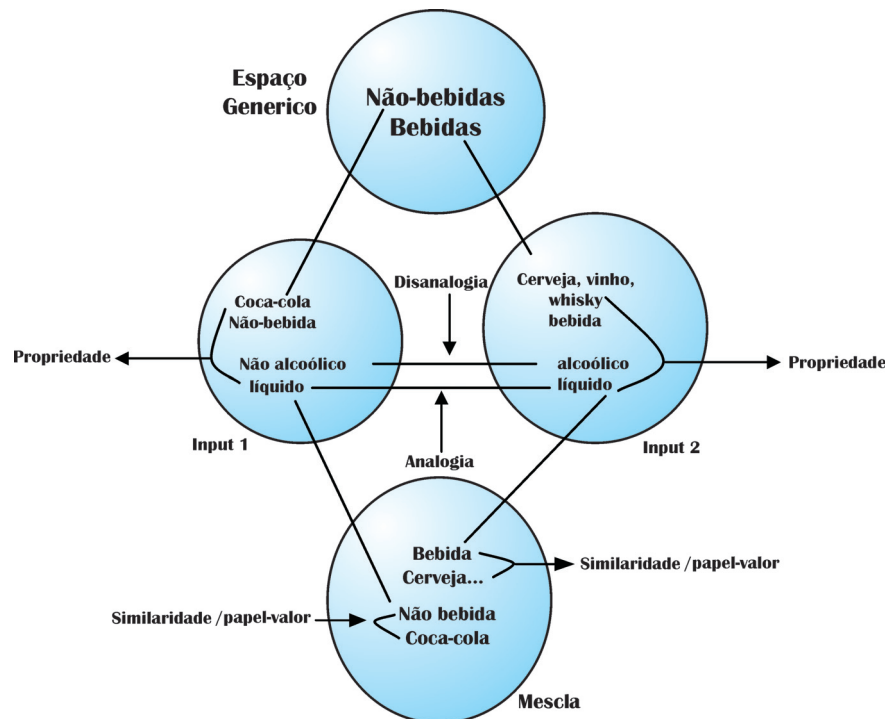 Espaço
Generico
Não-bebidas
Bebidas
Disanalogia
Coca-cola
Não-bebida
Cerveja, vinho,
whisky
bebida
Propriedade
Não alcoólico
líquido
alcoólico
líquido
Propriedade
Input 1
Analogia
Input 2
Bebida
Cerveja...
Similaridade /papel-valor
Similaridade /papel-valor
Não bebida
Coca-cola
Mescla